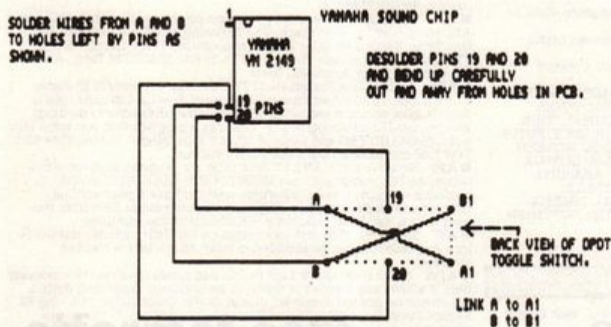 SOLDER WIRES FROM A AND B
TO HOLES LEFT BY PINS AS
SHOWN.
1
YAMAHA SOUND CHIP
YAMAHA
VM 2149
DESOLDER PINS 19 AND 20
AND BEND UP CAREFULLY
OUT AND AWAY FROM HOLES IN PCB.
19
20
PINS
A
19
B1
B
20
A1
BACK VIEW OF DPDT
TOGGLE SWITCH.
LINK A to A1
B to B1